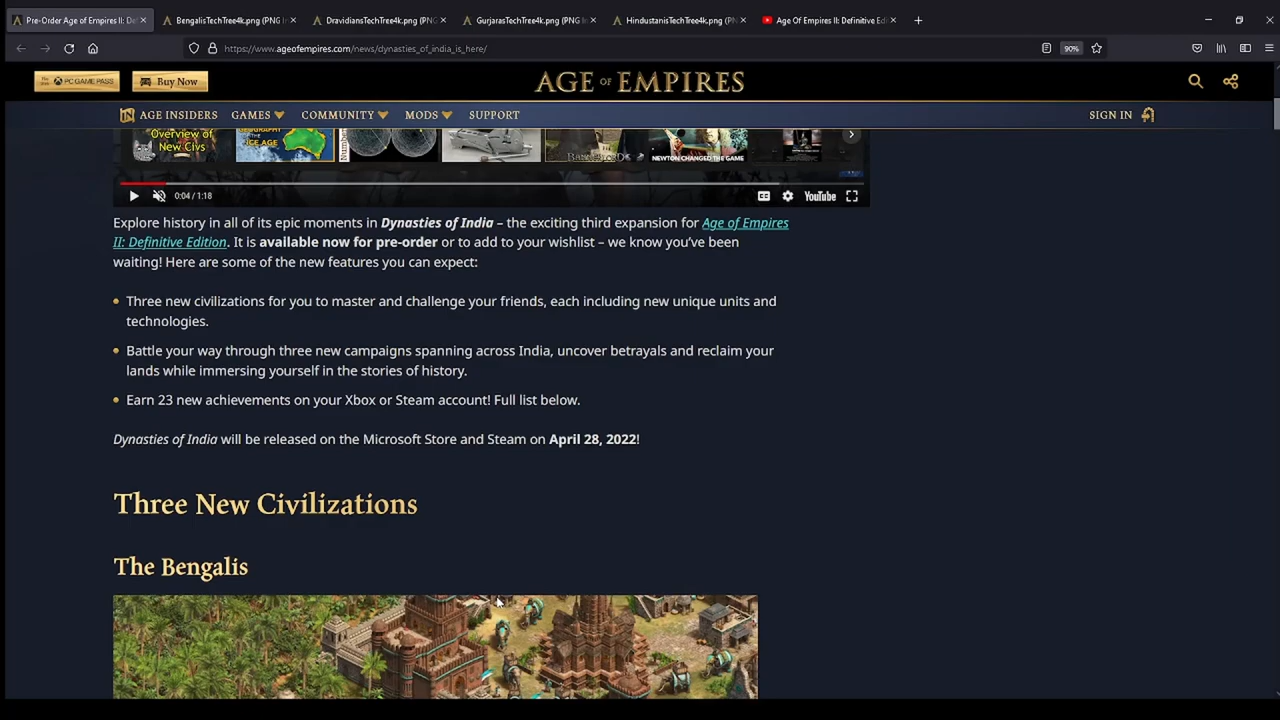 Pre-Order Age of Empires II: De
BengalisTechTree4k.png (PNG I
DravidiansTechTree4k.png (PNG
GurjarasTechTree4k.png (PNG I
HindustanisTechTree4k.png (PN
Age Of Empires II: Definitive Edi
https://www.ageofempires.com/news/dynasties_of_india_is_here/
90%
PC GAME PASS
Buy Now
AGE OF EMPIRES
AGE INSIDERS
GAMES
COMMUNITY
MODS
SUPPORT
SIGN IN
Overview of
New Civs
ICE AGE
NEWTON CHANGED THE GAME
0:04 / 1:18
CC
YouTube
Explore history in all of its epic moments in Dynasties of India – the exciting third expansion for Age of Empires
II: Definitive Edition. It is available now for pre-order or to add to your wishlist – we know you've been
waiting! Here are some of the new features you can expect:
Three new civilizations for you to master and challenge your friends, each including new unique units and
technologies.
Battle your way through three new campaigns spanning across India, uncover betrayals and reclaim your
lands while immersing yourself in the stories of history.
Earn 23 new achievements on your Xbox or Steam account! Full list below.
Dynasties of India will be released on the Microsoft Store and Steam on April 28, 2022!
Three New Civilizations
The Bengalis